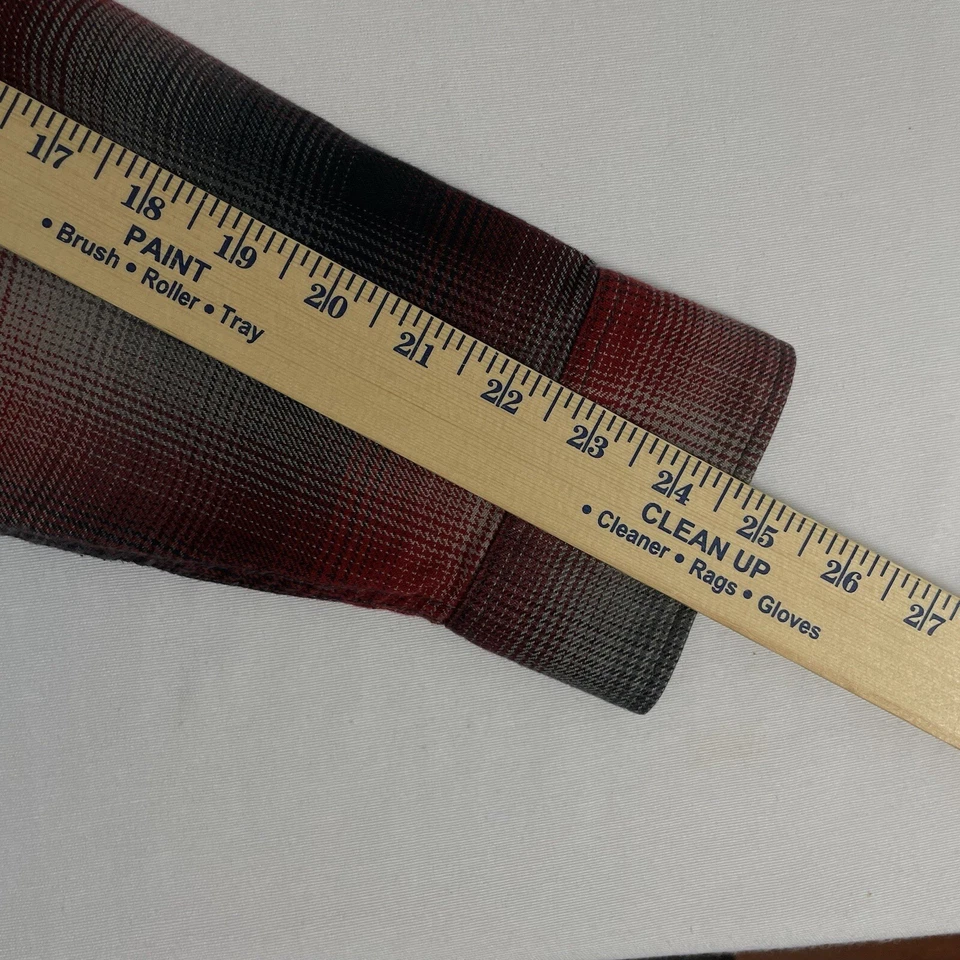 17 18 19 20 21 22 23 24 25 26 27
PAINT
• Brush • Roller • Tray
CLEAN UP
• Cleaner • Rags • Gloves